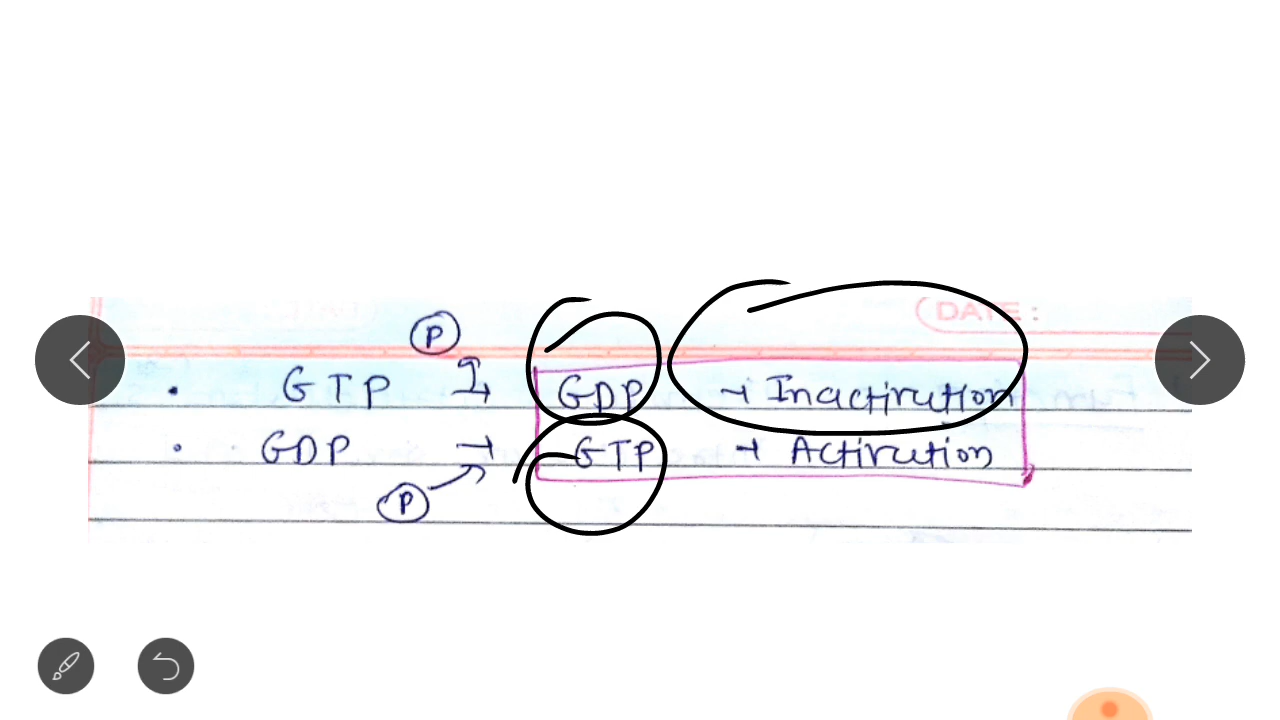 DATE :
P
• GTP → GDP → Inactivation
• GDP → GTP → Activation
P